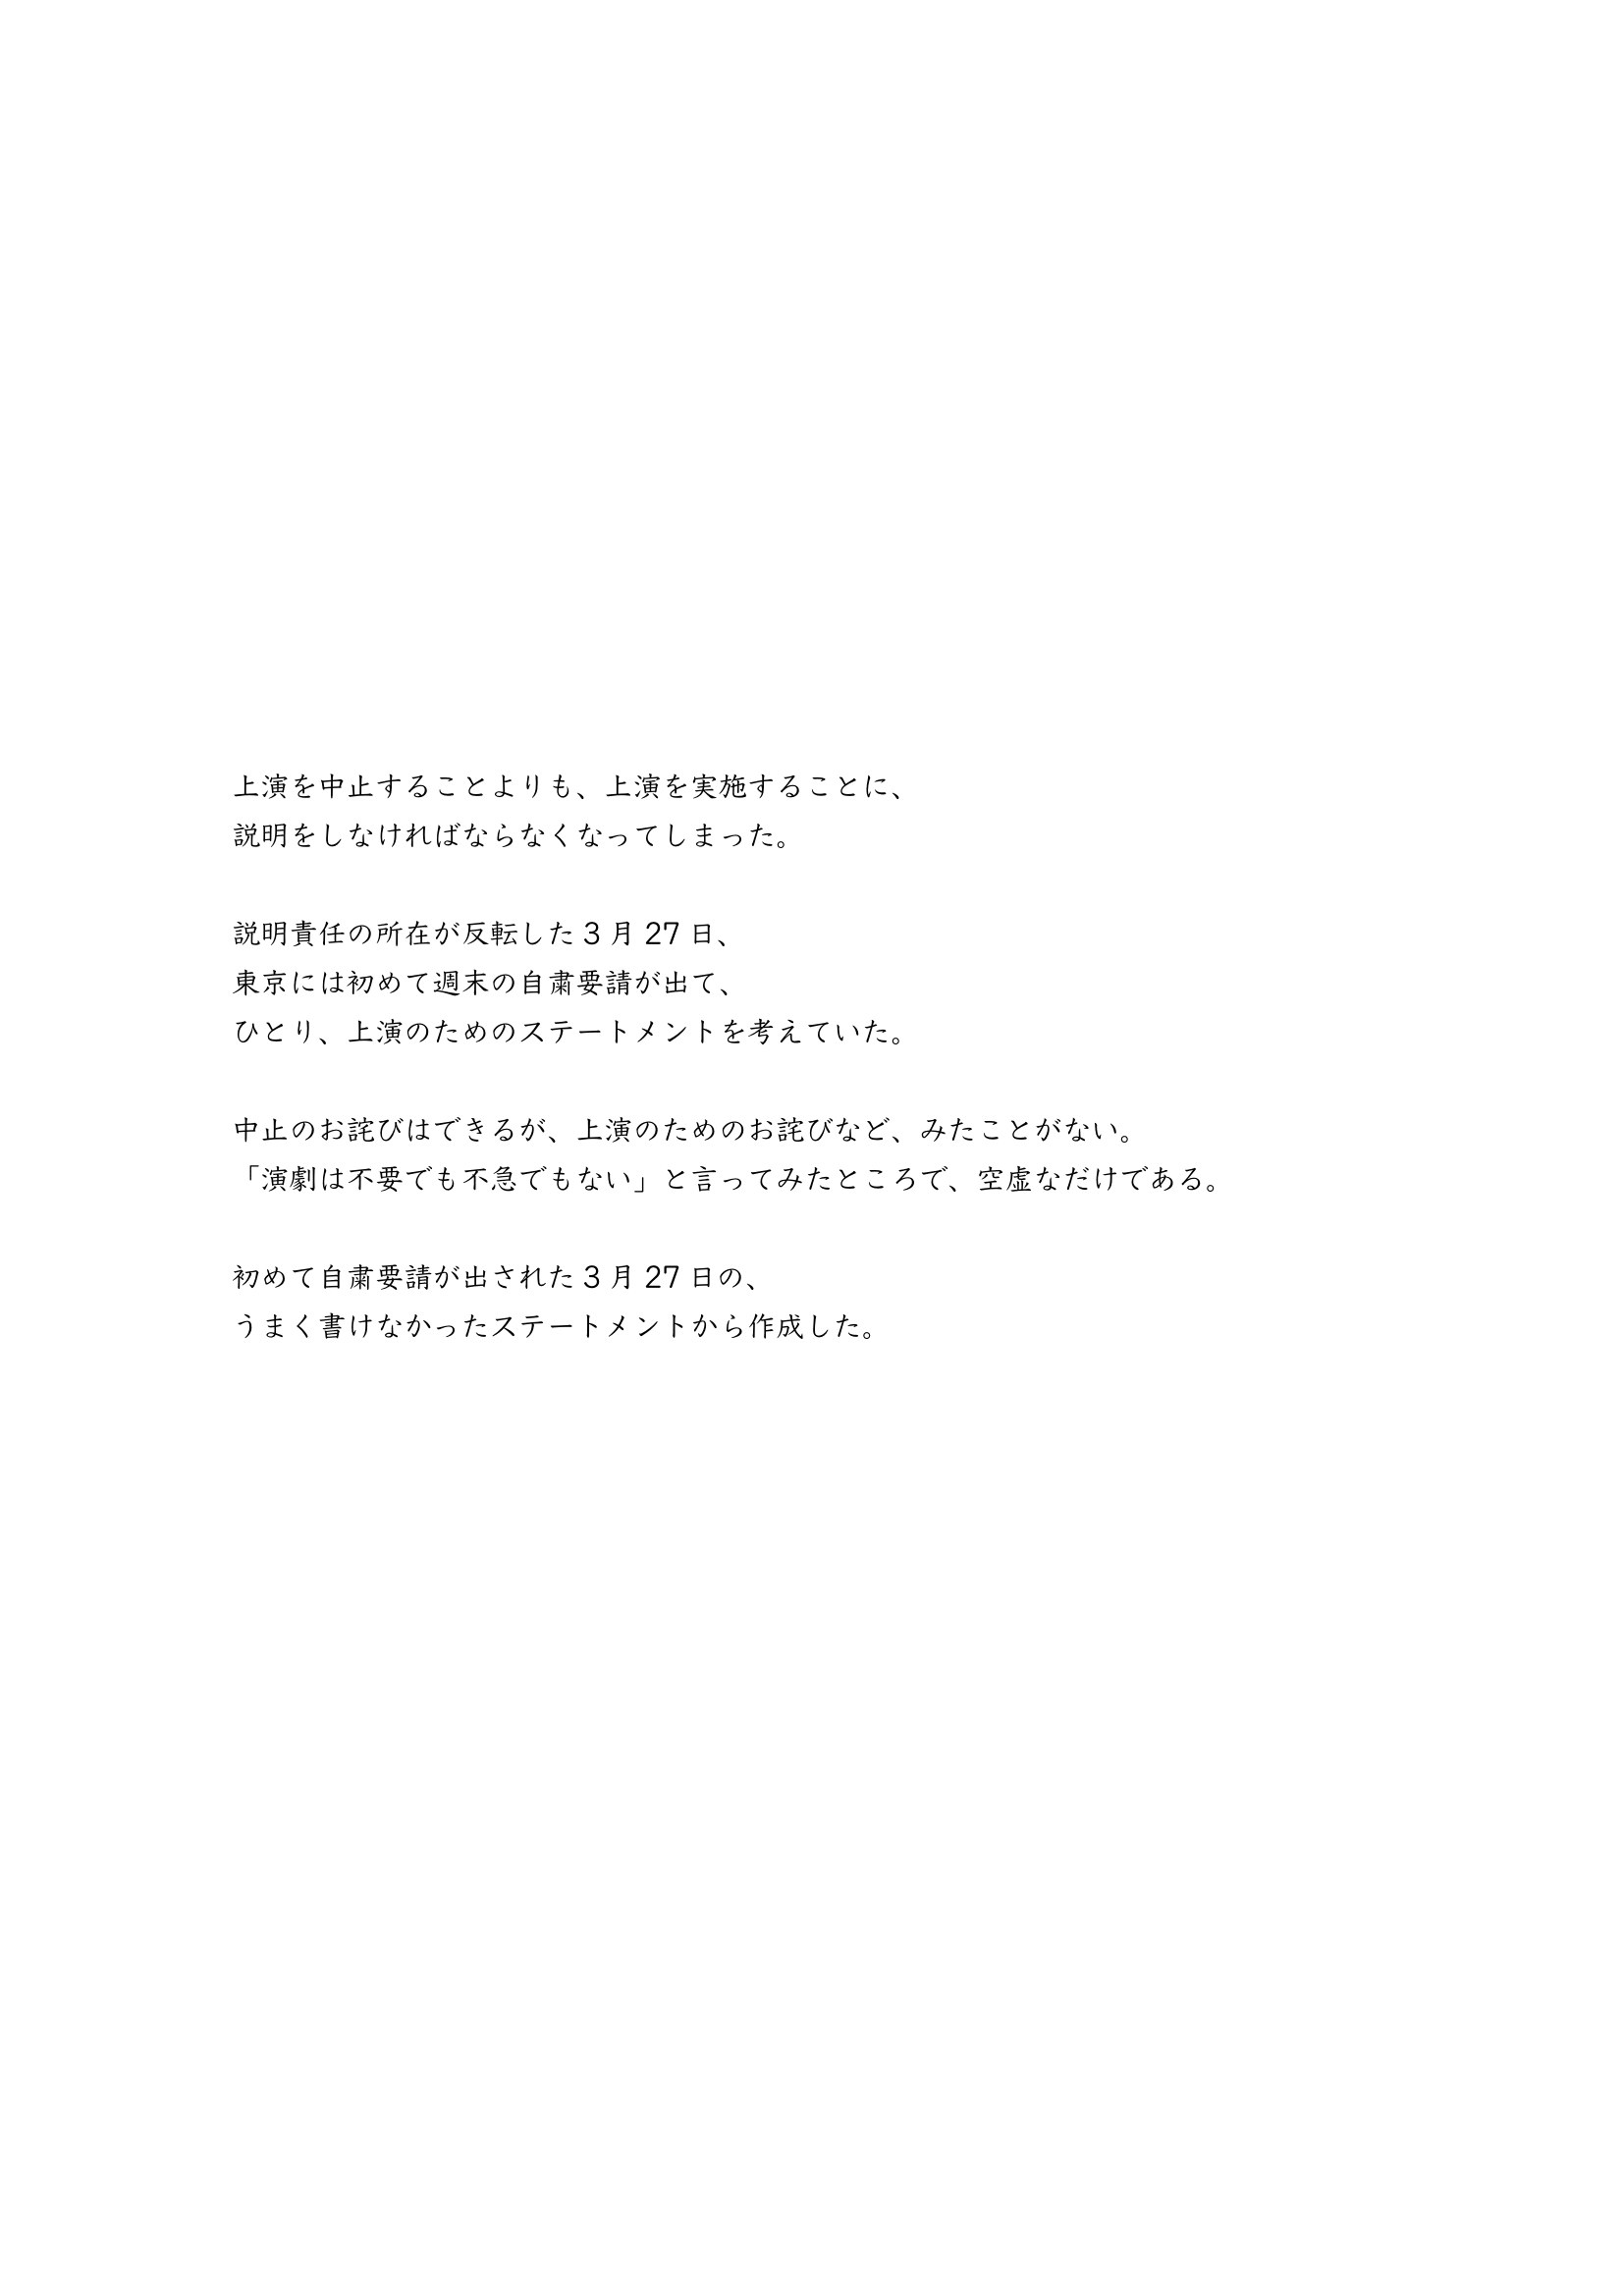 上演を中止することよりも、上演を実施することに、
説明をしなければならなくなってしまった。
説明責任の所在が反転した 3 月 27 日、
東京には初めて週末の自粛要請が出て、
ひとり、上演のためのステートメントを考えていた。
中止のお詫びはできるが、上演のためのお詫びなど、みたことがない。
「演劇は不要でも不急でもない」と言ってみたところで、空虚なだけである。
初めて自粛要請が出された 3 月 27 日の、
うまく書けなかったステートメントから作成した。